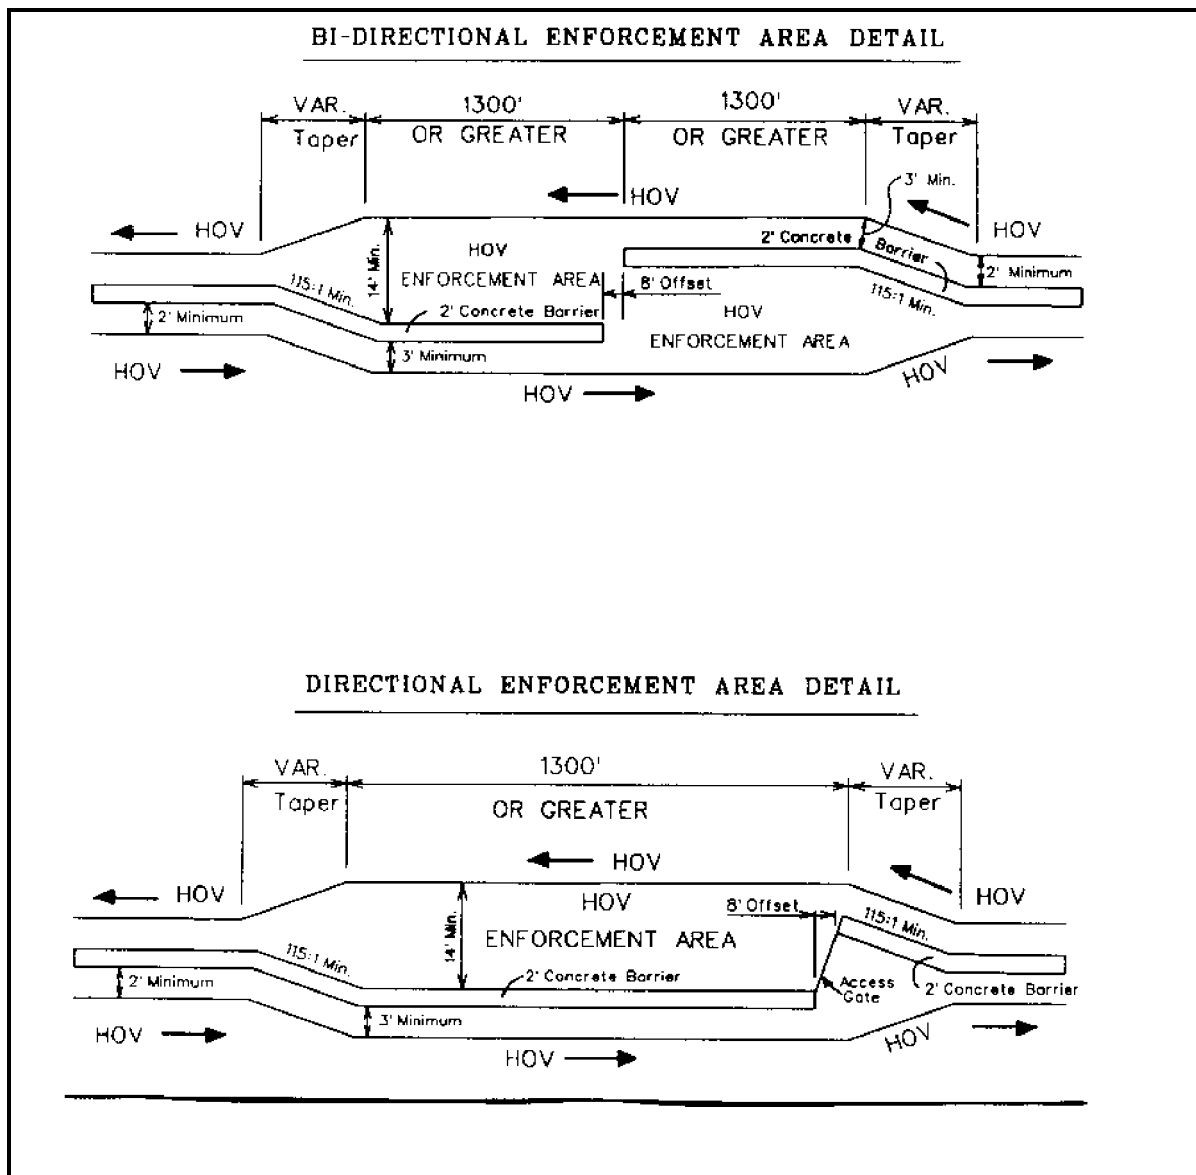 BI-DIRECTIONAL ENFORCEMENT AREA DETAIL
VAR.
Taper
1300'
OR GREATER
1300'
OR GREATER
VAR.
Taper
3' Min.
HOV
HOV
HOV
HOV
14' Min.
HOV
ENFORCEMENT AREA
2' Concrete
Barrier
8' Offset
2' Minimum
115:1 Min.
115:1 Min.
2' Minimum
2' Concrete Barrier
HOV
ENFORCEMENT AREA
3' Minimum
HOV
HOV
HOV
DIRECTIONAL ENFORCEMENT AREA DETAIL
VAR.
Taper
1300'
OR GREATER
VAR.
Taper
HOV
HOV
HOV
14' Min.
HOV
ENFORCEMENT AREA
8' Offset
115:1 Min.
115:1 Min.
2' Minimum
2' Concrete Barrier
Access
Gate
2' Concrete Barrier
3' Minimum
HOV
HOV
HOV